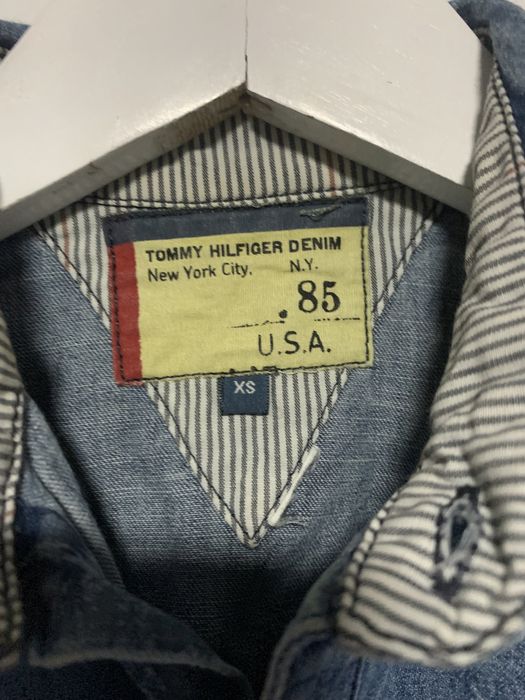 TOMMY HILFIGER DENIM
New York City, N.Y.
.85
U.S.A.
XS